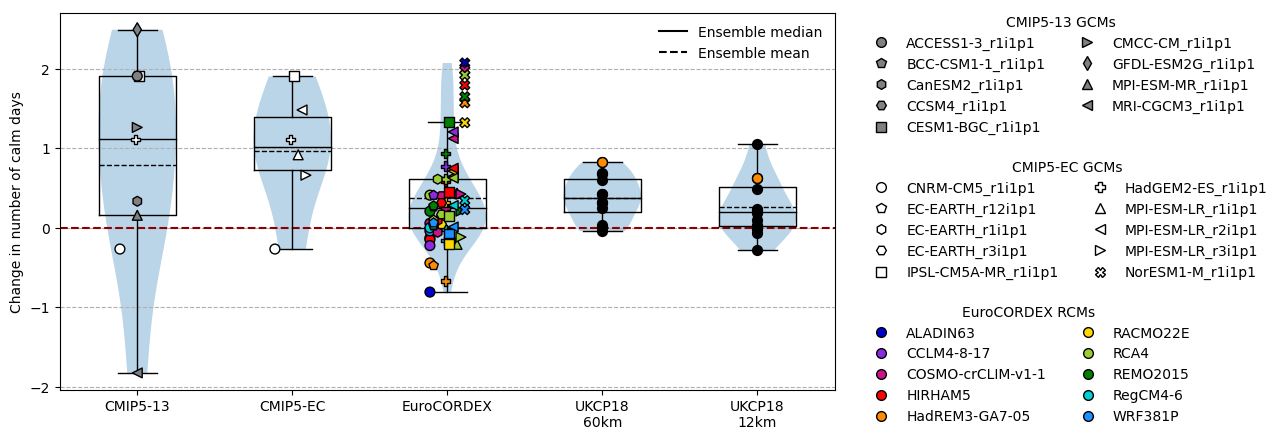 Change in number of calm days
2
1
0
−1
−2
Ensemble median
Ensemble mean
CMIP5-13
CMIP5-EC
EuroCORDEX
UKCP18
60km
UKCP18
12km
CMIP5-13 GCMs
ACCESS1-3_r1i1p1
BCC-CSM1-1_r1i1p1
CanESM2_r1i1p1
CCSM4_r1i1p1
CESM1-BGC_r1i1p1
CMCC-CM_r1i1p1
GFDL-ESM2G_r1i1p1
MPI-ESM-MR_r1i1p1
MRI-CGCM3_r1i1p1
CMIP5-EC GCMs
CNRM-CM5_r1i1p1
EC-EARTH_r12i1p1
EC-EARTH_r1i1p1
EC-EARTH_r3i1p1
IPSL-CM5A-MR_r1i1p1
HadGEM2-ES_r1i1p1
MPI-ESM-LR_r1i1p1
MPI-ESM-LR_r2i1p1
MPI-ESM-LR_r3i1p1
NorESM1-M_r1i1p1
EuroCORDEX RCMs
ALADIN63
CCLM4-8-17
COSMO-crCLIM-v1-1
HIRHAM5
HadREM3-GA7-05
RACMO22E
RCA4
REMO2015
RegCM4-6
WRF381P